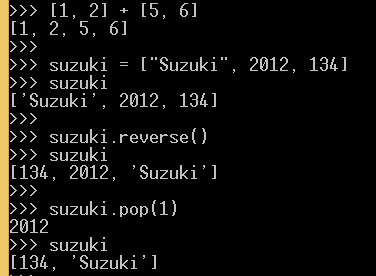 >>> [1, 2] + [5, 6]
[1, 2, 5, 6]
>>>
>>> suzuki = ["Suzuki", 2012, 134]
>>> suzuki
['Suzuki', 2012, 134]
>>>
>>> suzuki.reverse()
>>> suzuki
[134, 2012, 'Suzuki']
>>>
>>> suzuki.pop(1)
2012
>>> suzuki
[134, 'Suzuki']